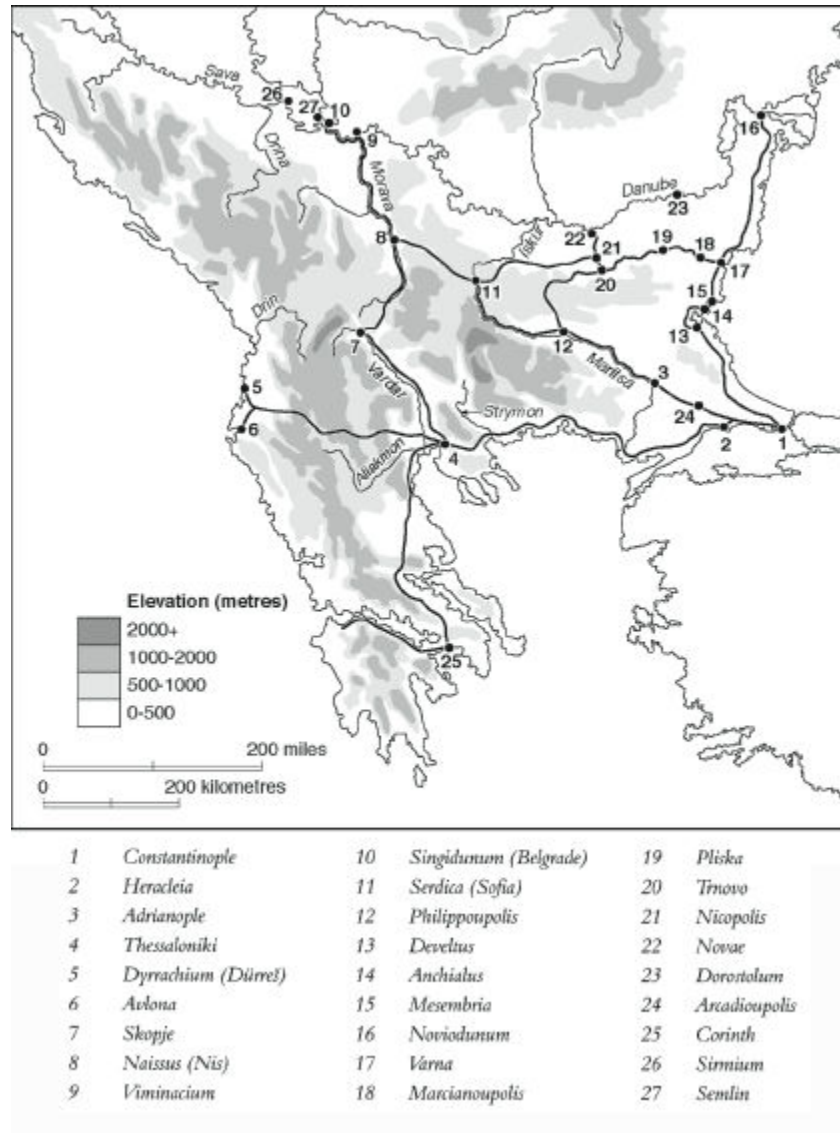 Sava
26
27
10
9
Drina
Morava
16
Danube
23
8
Iskur
22
21
19
18
17
20
11
15
14
13
Drin
7
12
Maritsa
3
Vardar
5
24
Strymon
6
Aliakmon
4
2
1
Elevation (metres)
2000+
1000-2000
500-1000
0-500
25
0 200 miles
0 200 kilometres
1 Constantinople
2 Heracleia
3 Adrianople
4 Thessaloniki
5 Dyrrachium (Dürreš)
6 Avlona
7 Skopje
8 Naissus (Nis)
9 Viminacium
10 Singidunum (Belgrade)
11 Serdica (Sofia)
12 Philippoupolis
13 Develtus
14 Anchialus
15 Mesembria
16 Noviodunum
17 Varna
18 Marcianoupolis
19 Pliska
20 Trnovo
21 Nicopolis
22 Novae
23 Dorostolum
24 Arcadioupolis
25 Corinth
26 Sirmium
27 Semlin